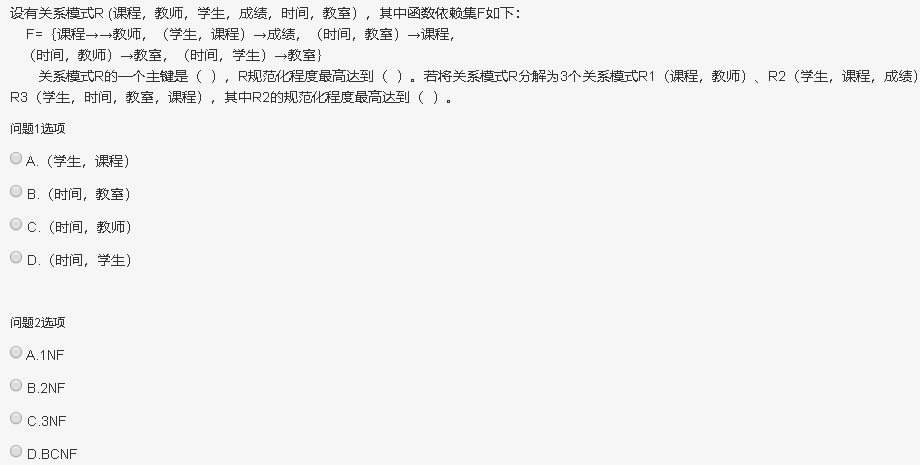 设有关系模式R (课程，教师，学生，成绩，时间，教室) ，其中函数依赖集F如下：
F= {课程→→教师，（学生，课程）→成绩，（时间，教室）→课程，
（时间，教师）→教室，（时间，学生）→教室}
关系模式R的一个主键是（ ），R规范化程度最高达到（ ）。若将关系模式R分解为3个关系模式R1（课程，教师）、R2（学生，课程，成绩）
R3（学生，时间，教室，课程），其中R2的规范化程度最高达到（ ）。
问题1选项
A.（学生，课程）
B.（时间，教室）
C.（时间，教师）
D.（时间，学生）
问题2选项
A.1NF
B.2NF
C.3NF
D.BCNF